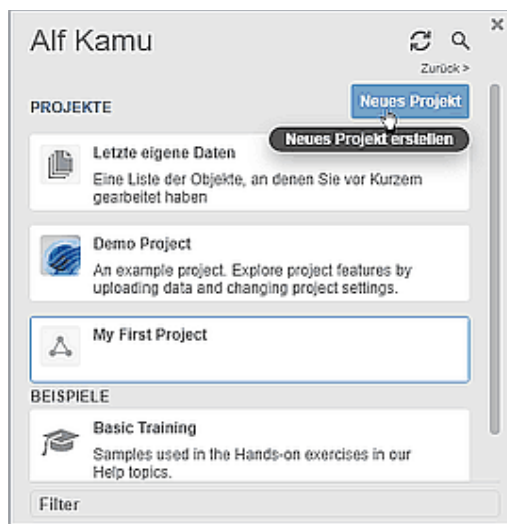 Alf Kamu
Zurück >
PROJEKTE
Neues Projekt
Neues Projekt erstellen
Letzte eigene Daten
Eine Liste der Objekte, an denen Sie vor Kurzem
gearbeitet haben
Demo Project
An example project. Explore project features by
uploading data and changing project settings.
My First Project
BEISPIELE
Basic Training
Samples used in the Hands-on exercises in our
Help topics.
Filter